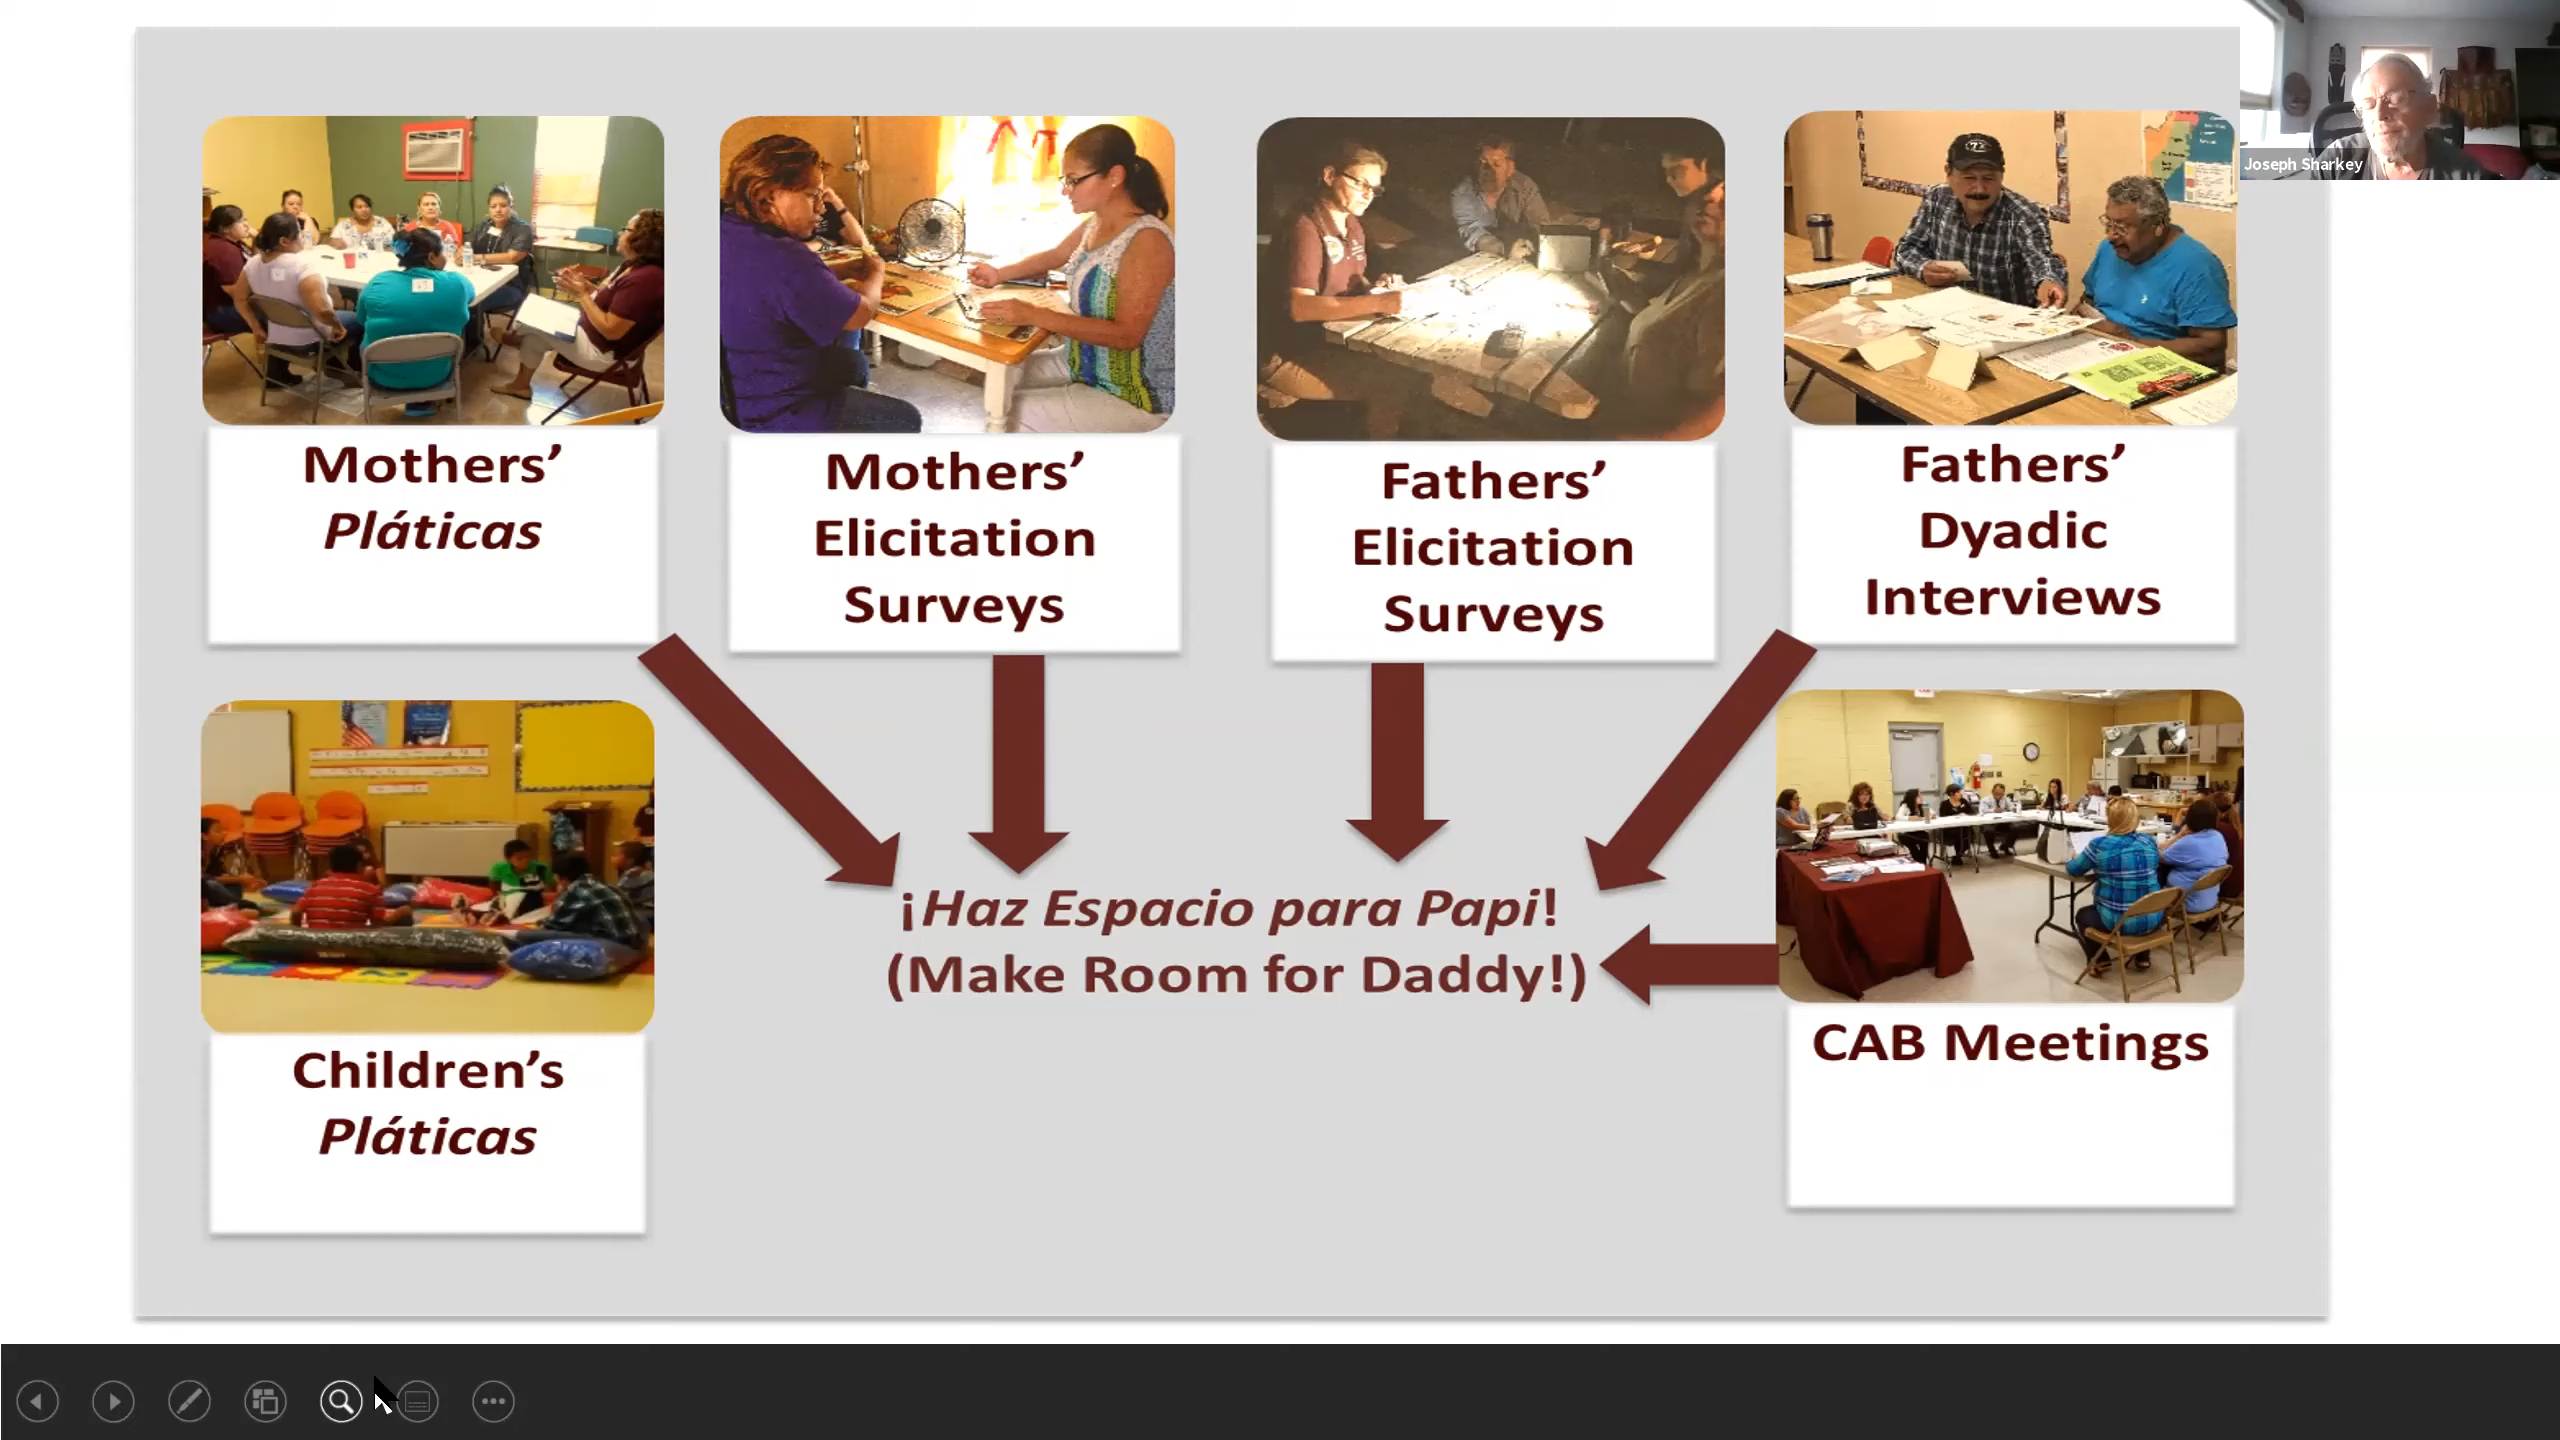 Joseph Sharkey
Mothers’
Pláticas
Mothers’
Elicitation
Surveys
Fathers’
Elicitation
Surveys
Fathers’
Dyadic
Interviews
¡Haz Espacio para Papi!
(Make Room for Daddy!)
Children’s
Pláticas
CAB Meetings